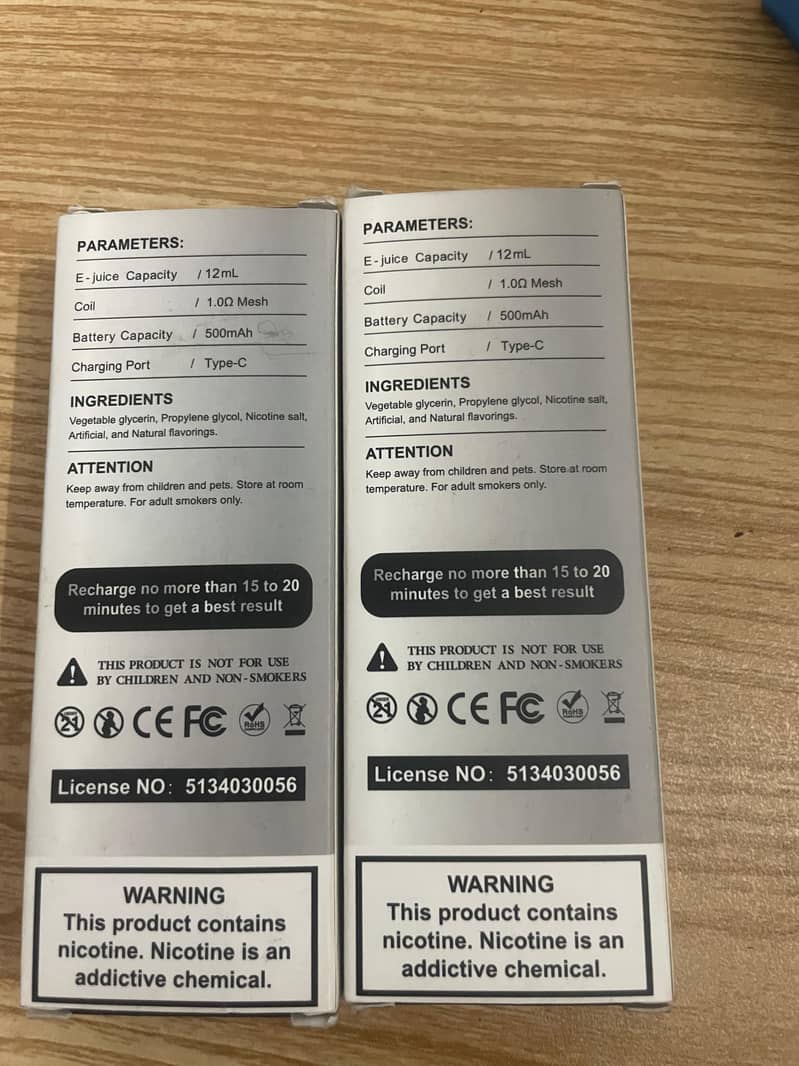 PARAMETERS:
E-juice Capacity / 12mL
Coil / 1.0Ω Mesh
Battery Capacity / 500mAh
Charging Port / Type-C
INGREDIENTS
Vegetable glycerin, Propylene glycol, Nicotine salt,
Artificial, and Natural flavorings.
ATTENTION
Keep away from children and pets. Store at room
temperature. For adult smokers only.
Recharge no more than 15 to 20
minutes to get a best result
THIS PRODUCT IS NOT FOR USE
BY CHILDREN AND NON-SMOKERS
21 CE FC RoHS
License NO: 5134030056
WARNING
This product contains
nicotine. Nicotine is an
addictive chemical.
PARAMETERS:
E-juice Capacity / 12mL
Coil / 1.0Ω Mesh
Battery Capacity / 500mAh
Charging Port / Type-C
INGREDIENTS
Vegetable glycerin, Propylene glycol, Nicotine salt,
Artificial, and Natural flavorings.
ATTENTION
Keep away from children and pets. Store at room
temperature. For adult smokers only.
Recharge no more than 15 to 20
minutes to get a best result
THIS PRODUCT IS NOT FOR USE
BY CHILDREN AND NON-SMOKERS
21 CE FC RoHS
License NO: 5134030056
WARNING
This product contains
nicotine. Nicotine is an
addictive chemical.